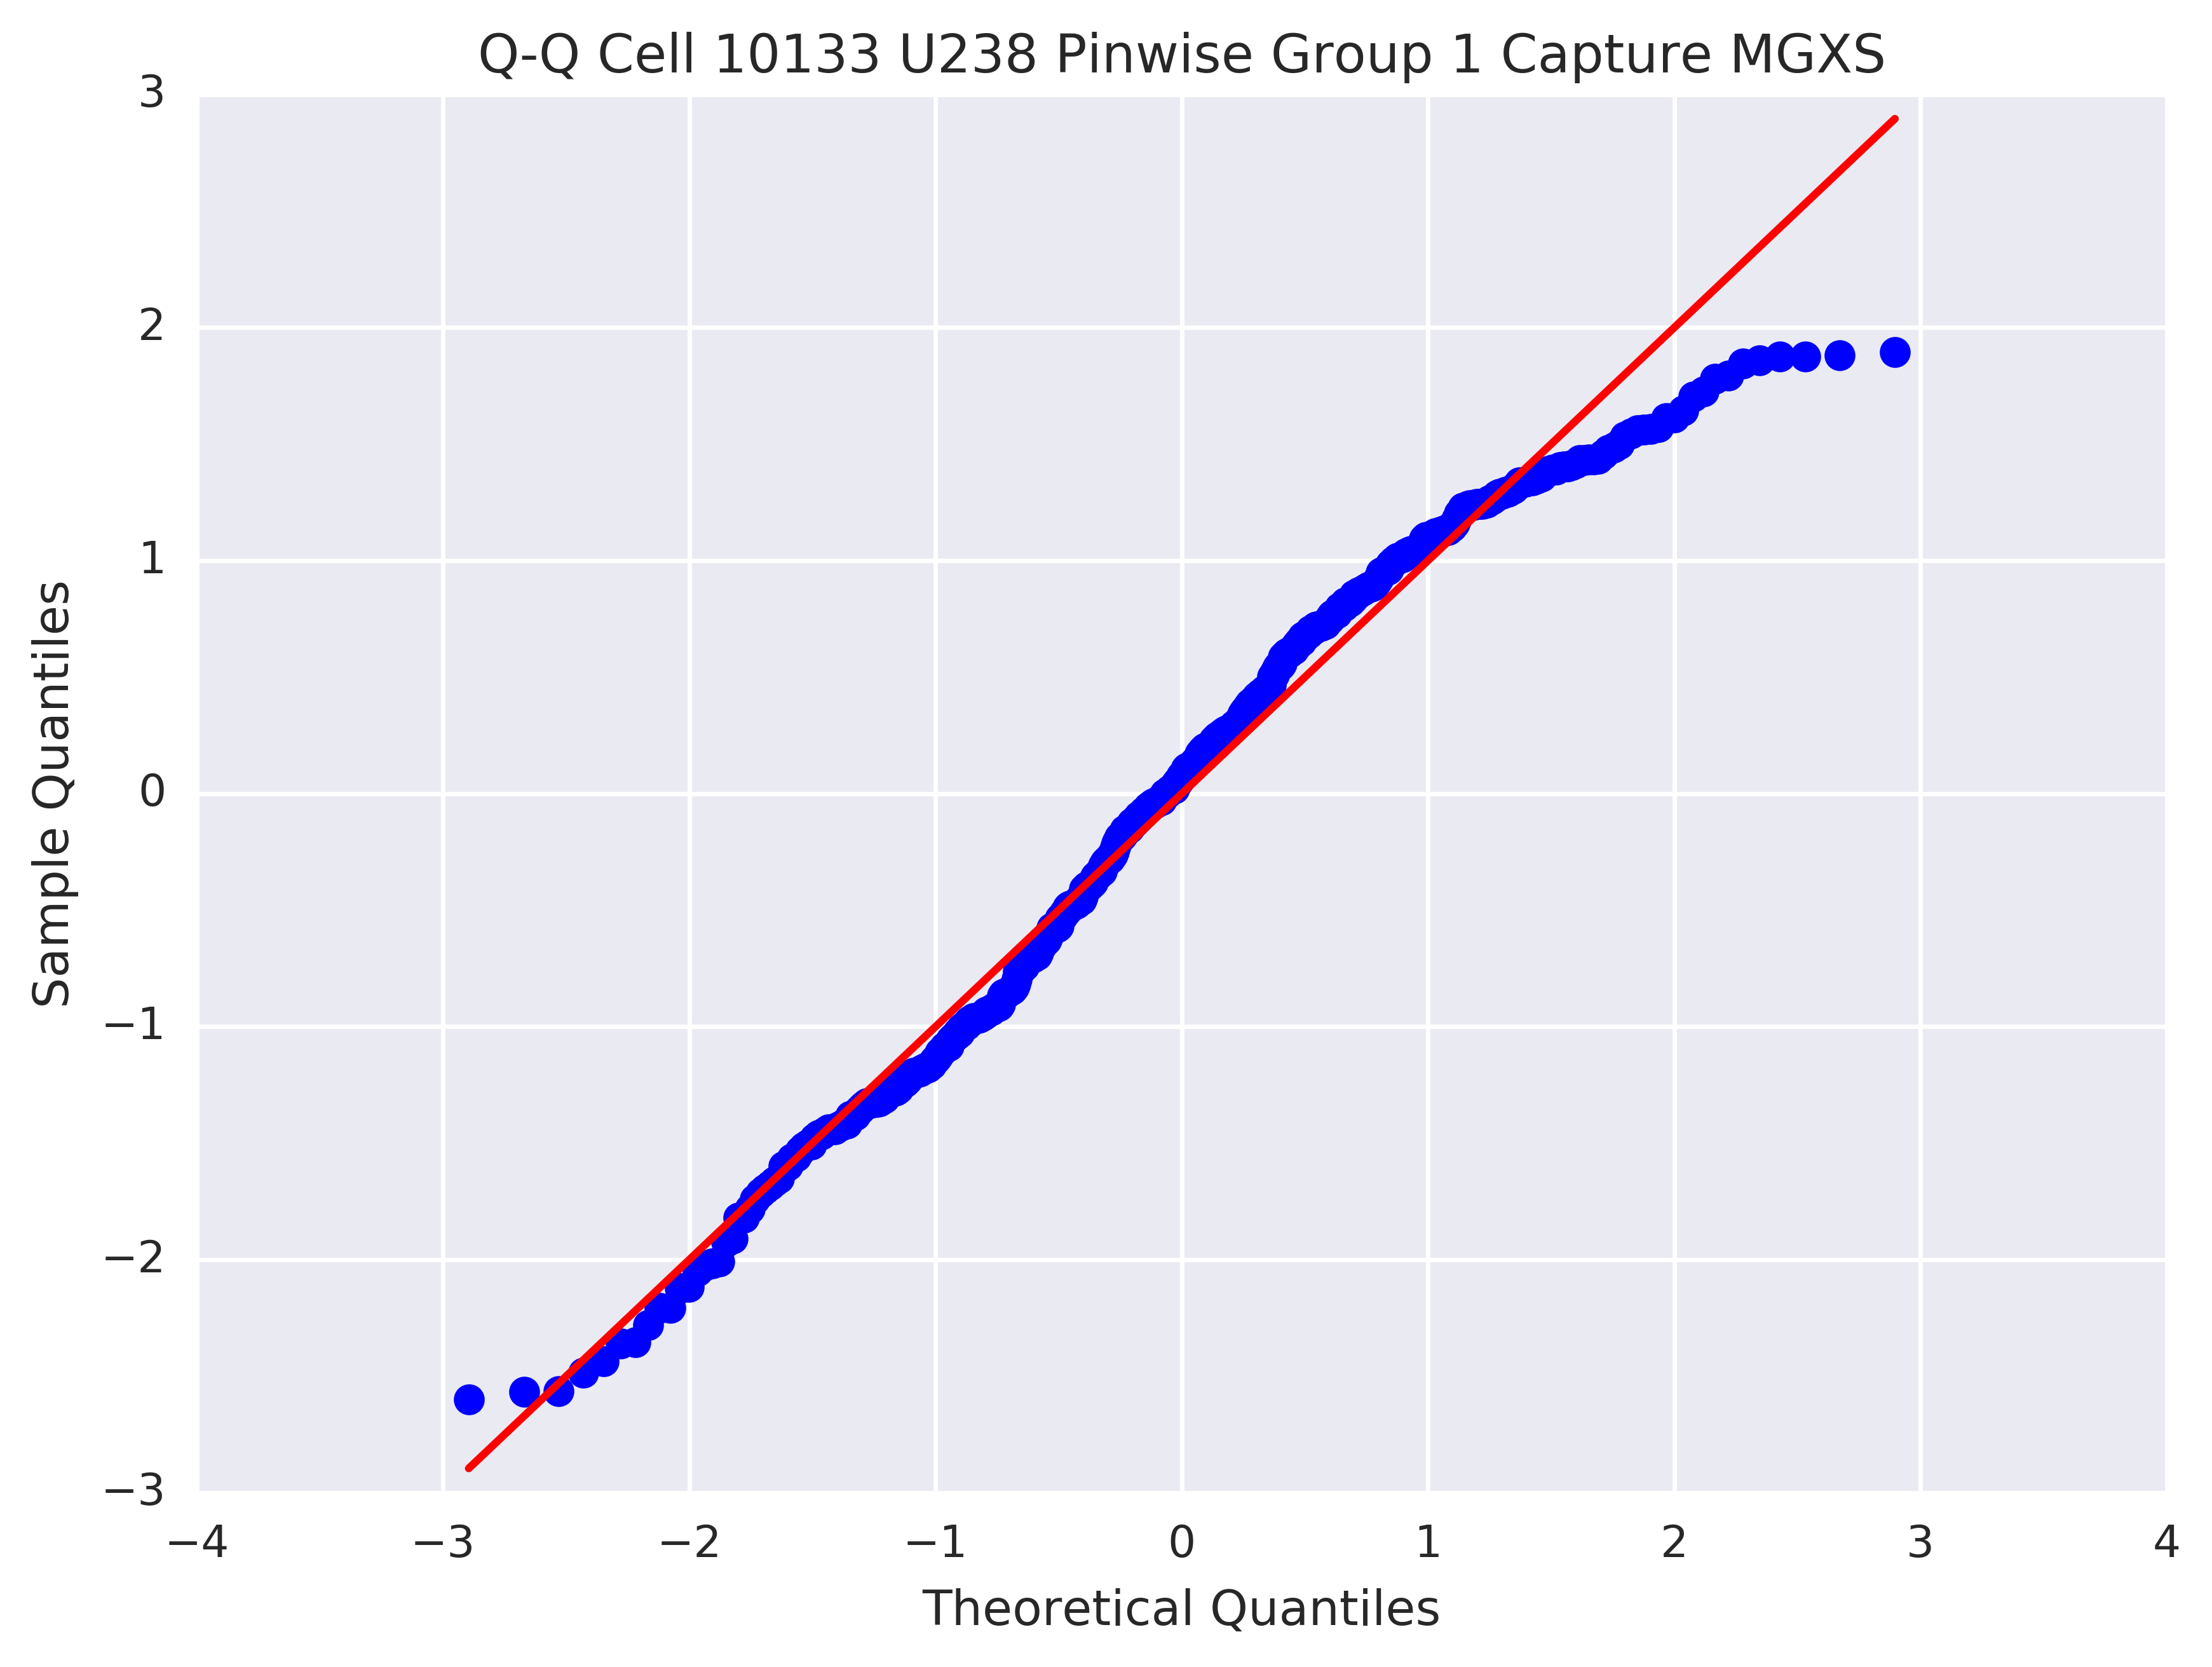 Q-Q Cell 10133 U238 Pinwise Group 1 Capture MGXS
3
2
1
0
−1
−2
−3
Sample Quantiles
−4 −3 −2 −1 0 1 2 3 4
Theoretical Quantiles